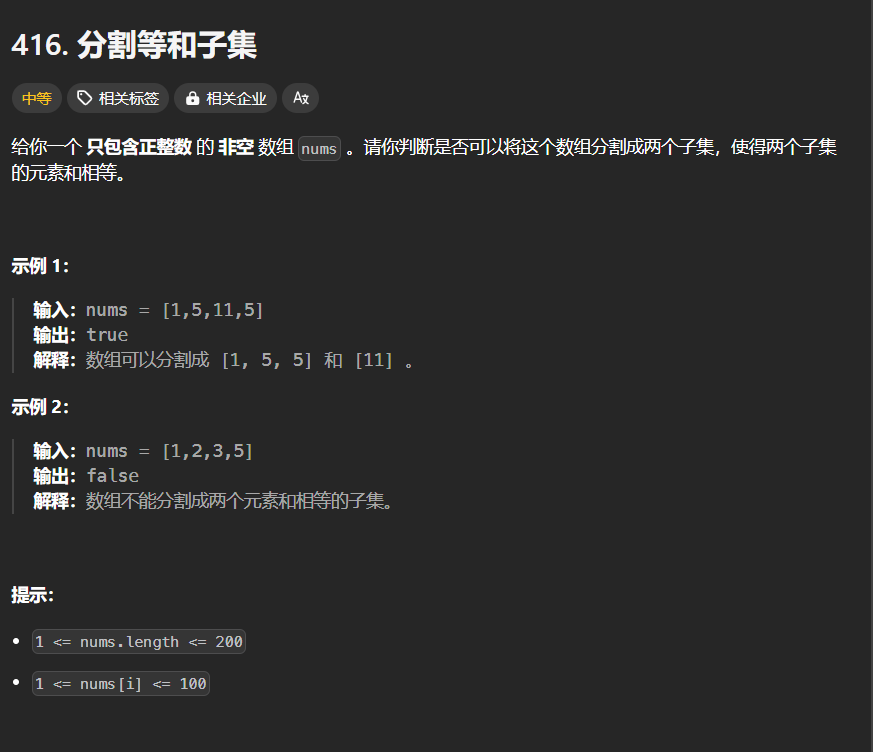 416. 分割等和子集
中等 相关标签 相关企业 Aあ
给你一个 只包含正整数 的 非空 数组 nums 。请你判断是否可以将这个数组分割成两个子集，使得两个子集
的元素和相等。
示例 1：
输入：nums = [1,5,11,5]
输出：true
解释：数组可以分割成 [1, 5, 5] 和 [11] 。
示例 2：
输入：nums = [1,2,3,5]
输出：false
解释：数组不能分割成两个元素和相等的子集。
提示：
• 1 <= nums.length <= 200
• 1 <= nums[i] <= 100